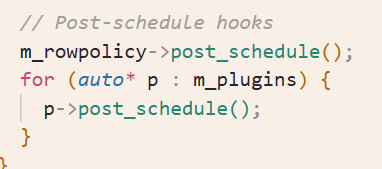 // Post-schedule hooks
m_rowpolicy->post_schedule();
for (auto* p : m_plugins) {
p->post_schedule();
}
}